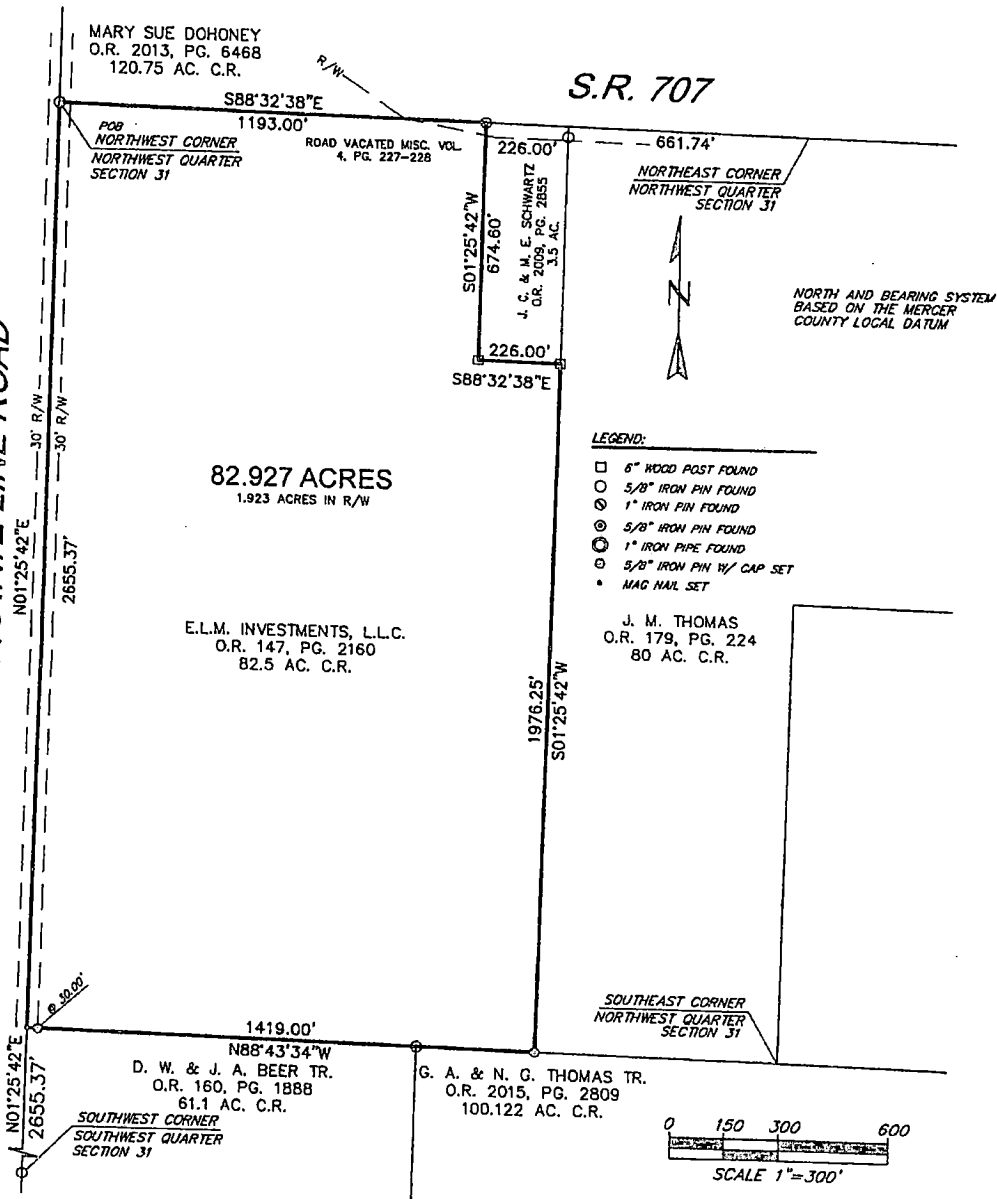 MARY SUE DOHONEY
O.R. 2013, PG. 6468
120.75 AC. C.R.
R/W
S.R. 707
S88°32'38"E
1193.00'
POB
NORTHWEST CORNER
NORTHWEST QUARTER
SECTION 31
ROAD VACATED MISC. VOL.
4, PG. 227-228
226.00'
661.74'
NORTHEAST CORNER
NORTHWEST QUARTER
SECTION 31
S01°25'42"W
674.60'
J. C. & M. E. SCHWARTZ
O.R. 2009, PG. 2855
3.5 AC.
N
NORTH AND BEARING SYSTEM
BASED ON THE MERCER
COUNTY LOCAL DATUM
226.00'
S88°32'38"E
LINE ROAD
30' R/W
30' R/W
N01°25'42"E
2655.37'
82.927 ACRES
1.923 ACRES IN R/W
LEGEND:
6" WOOD POST FOUND
5/8" IRON PIN FOUND
1" IRON PIN FOUND
5/8" IRON PIN FOUND
1" IRON PIPE FOUND
5/8" IRON PIN W/ CAP SET
MAG NAIL SET
E.L.M. INVESTMENTS, L.L.C.
O.R. 147, PG. 2160
82.5 AC. C.R.
J. M. THOMAS
O.R. 179, PG. 224
80 AC. C.R.
1976.25'
S01°25'42"W
@ 30.00'
1419.00'
N88°43'34"W
D. W. & J. A. BEER TR.
O.R. 160, PG. 1888
61.1 AC. C.R.
G. A. & N. G. THOMAS TR.
O.R. 2015, PG. 2809
100.122 AC. C.R.
SOUTHEAST CORNER
NORTHWEST QUARTER
SECTION 31
N01°25'42"E
2655.37'
SOUTHWEST CORNER
SOUTHWEST QUARTER
SECTION 31
0 150 300 600
SCALE 1"=300'